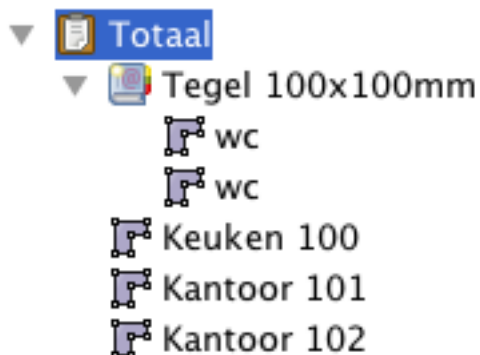 Totaal
Tegel 100x100mm
wc
wc
Keuken 100
Kantoor 101
Kantoor 102